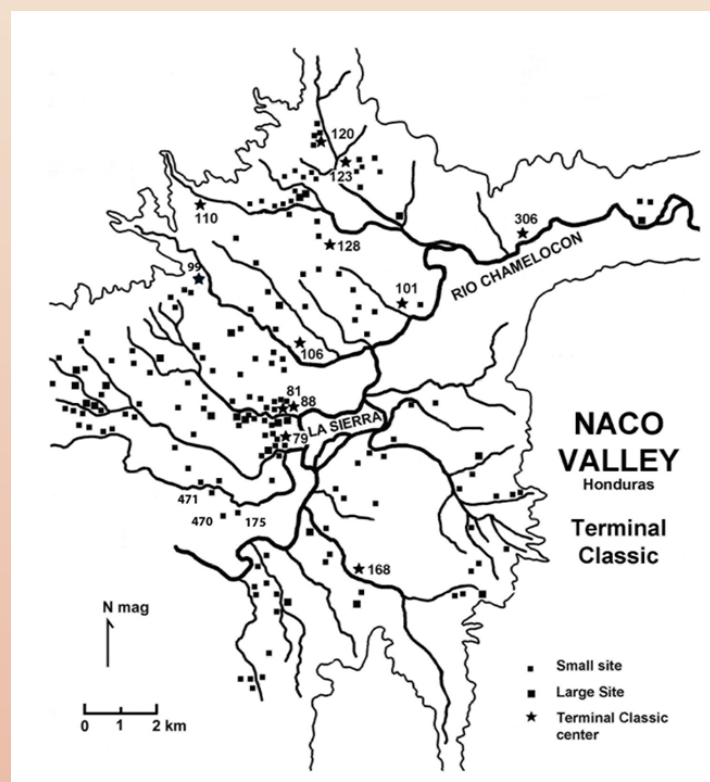 120
123
110
306
128
RIO CHAMELOCON
99
101
106
81
88
LA SIERRA
79
NACO
VALLEY
Honduras
Terminal
Classic
471
470
175
168
N mag
0 1 2 km
Small site
Large Site
Terminal Classic
center